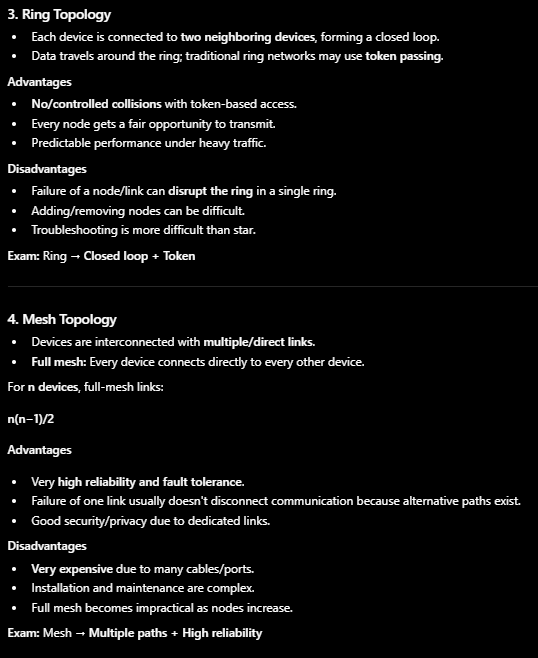 3. Ring Topology
• Each device is connected to two neighboring devices, forming a closed loop.
• Data travels around the ring; traditional ring networks may use token passing.
Advantages
• No/controlled collisions with token-based access.
• Every node gets a fair opportunity to transmit.
• Predictable performance under heavy traffic.
Disadvantages
• Failure of a node/link can disrupt the ring in a single ring.
• Adding/removing nodes can be difficult.
• Troubleshooting is more difficult than star.
Exam: Ring → Closed loop + Token
4. Mesh Topology
• Devices are interconnected with multiple/direct links.
• Full mesh: Every device connects directly to every other device.
For n devices, full-mesh links:
n(n−1)/2
Advantages
• Very high reliability and fault tolerance.
• Failure of one link usually doesn't disconnect communication because alternative paths exist.
• Good security/privacy due to dedicated links.
Disadvantages
• Very expensive due to many cables/ports.
• Installation and maintenance are complex.
• Full mesh becomes impractical as nodes increase.
Exam: Mesh → Multiple paths + High reliability